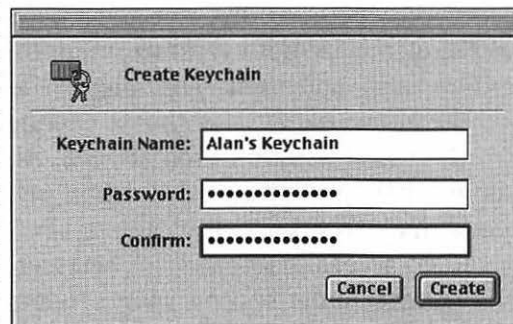 Create Keychain
Keychain Name: Alan's Keychain
Password: ••••••••••••••
Confirm: ••••••••••••••
Cancel Create